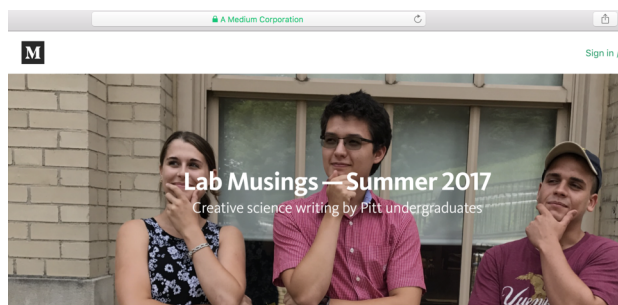 A Medium Corporation
M
Sign in
Lab Musings — Summer 2017
Creative science writing by Pitt undergraduates